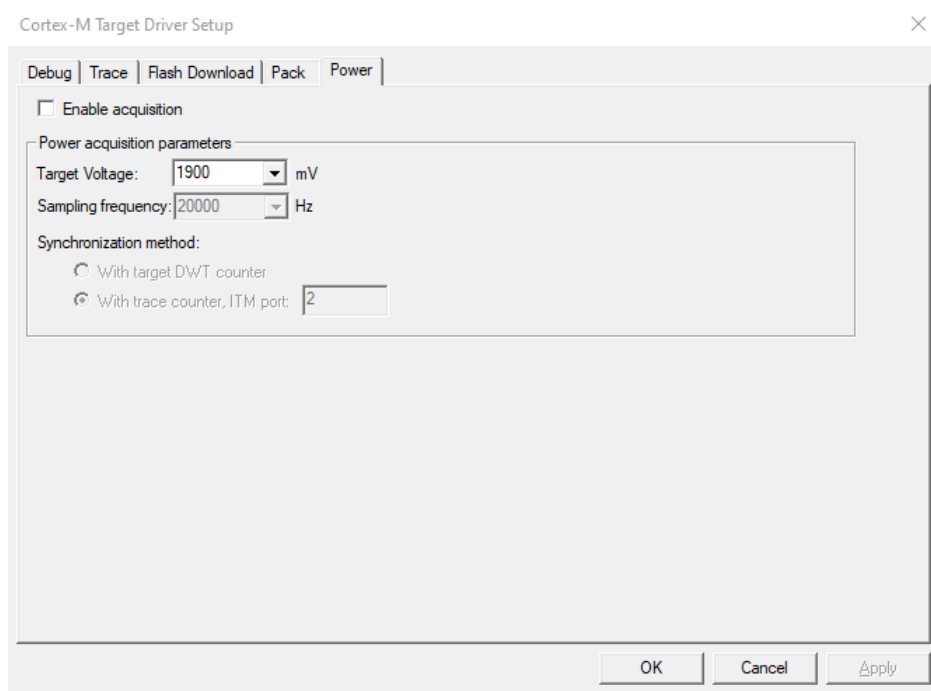 Cortex-M Target Driver Setup
Debug Trace Flash Download Pack Power
Enable acquisition
Power acquisition parameters
Target Voltage: 1900 mV
Sampling frequency: 20000 Hz
Synchronization method:
With target DWT counter
With trace counter, ITM port: 2
OK Cancel Apply